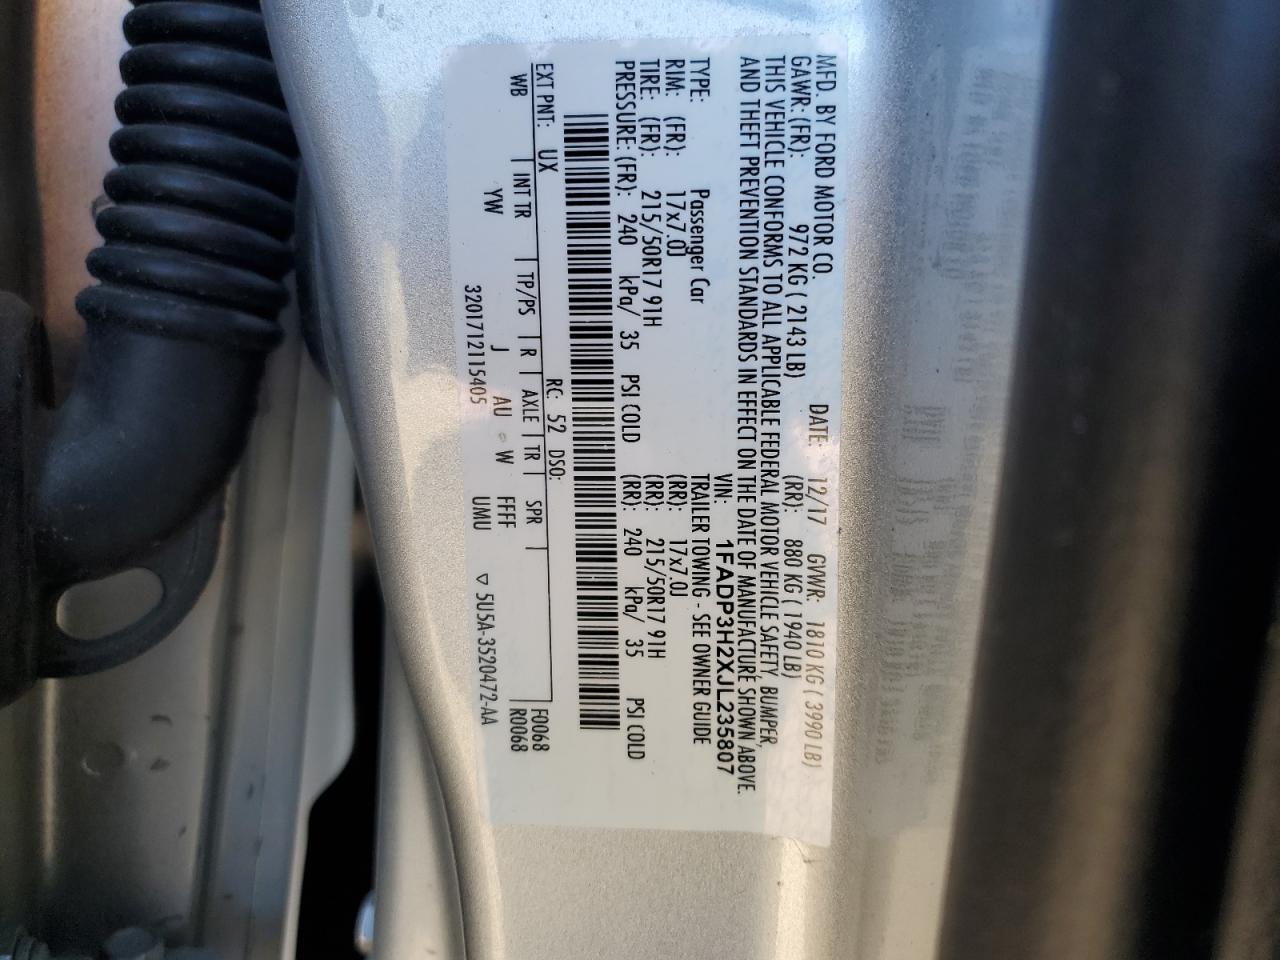 MFD. BY FORD MOTOR CO.
DATE: 12/17 GVWR: 1810 KG ( 3990 LB)
GAWR: (FR): 972 KG ( 2143 LB) (RR): 880 KG ( 1940 LB)
THIS VEHICLE CONFORMS TO ALL APPLICABLE FEDERAL MOTOR VEHICLE SAFETY, BUMPER,
AND THEFT PREVENTION STANDARDS IN EFFECT ON THE DATE OF MANUFACTURE SHOWN ABOVE.
VIN: 1FADP3H2XJL235807
TYPE: Passenger Car TRAILER TOWING - SEE OWNER GUIDE
RIM: (FR): 17x7.0J (RR): 17x7.0J
TIRE: (FR): 215/50R17 91H (RR): 215/50R17 91H
PRESSURE: (FR): 240 kPa/ 35 PSI COLD (RR): 240 kPa/ 35 PSI COLD
EXT PNT: UX RC: 52 DSO: F0068
WB INT TR TP/PS R AXLE TR SPR R0068
YW J AU W FFFF
3201712115405 UMU ▽ 5U5A-3520472-AA